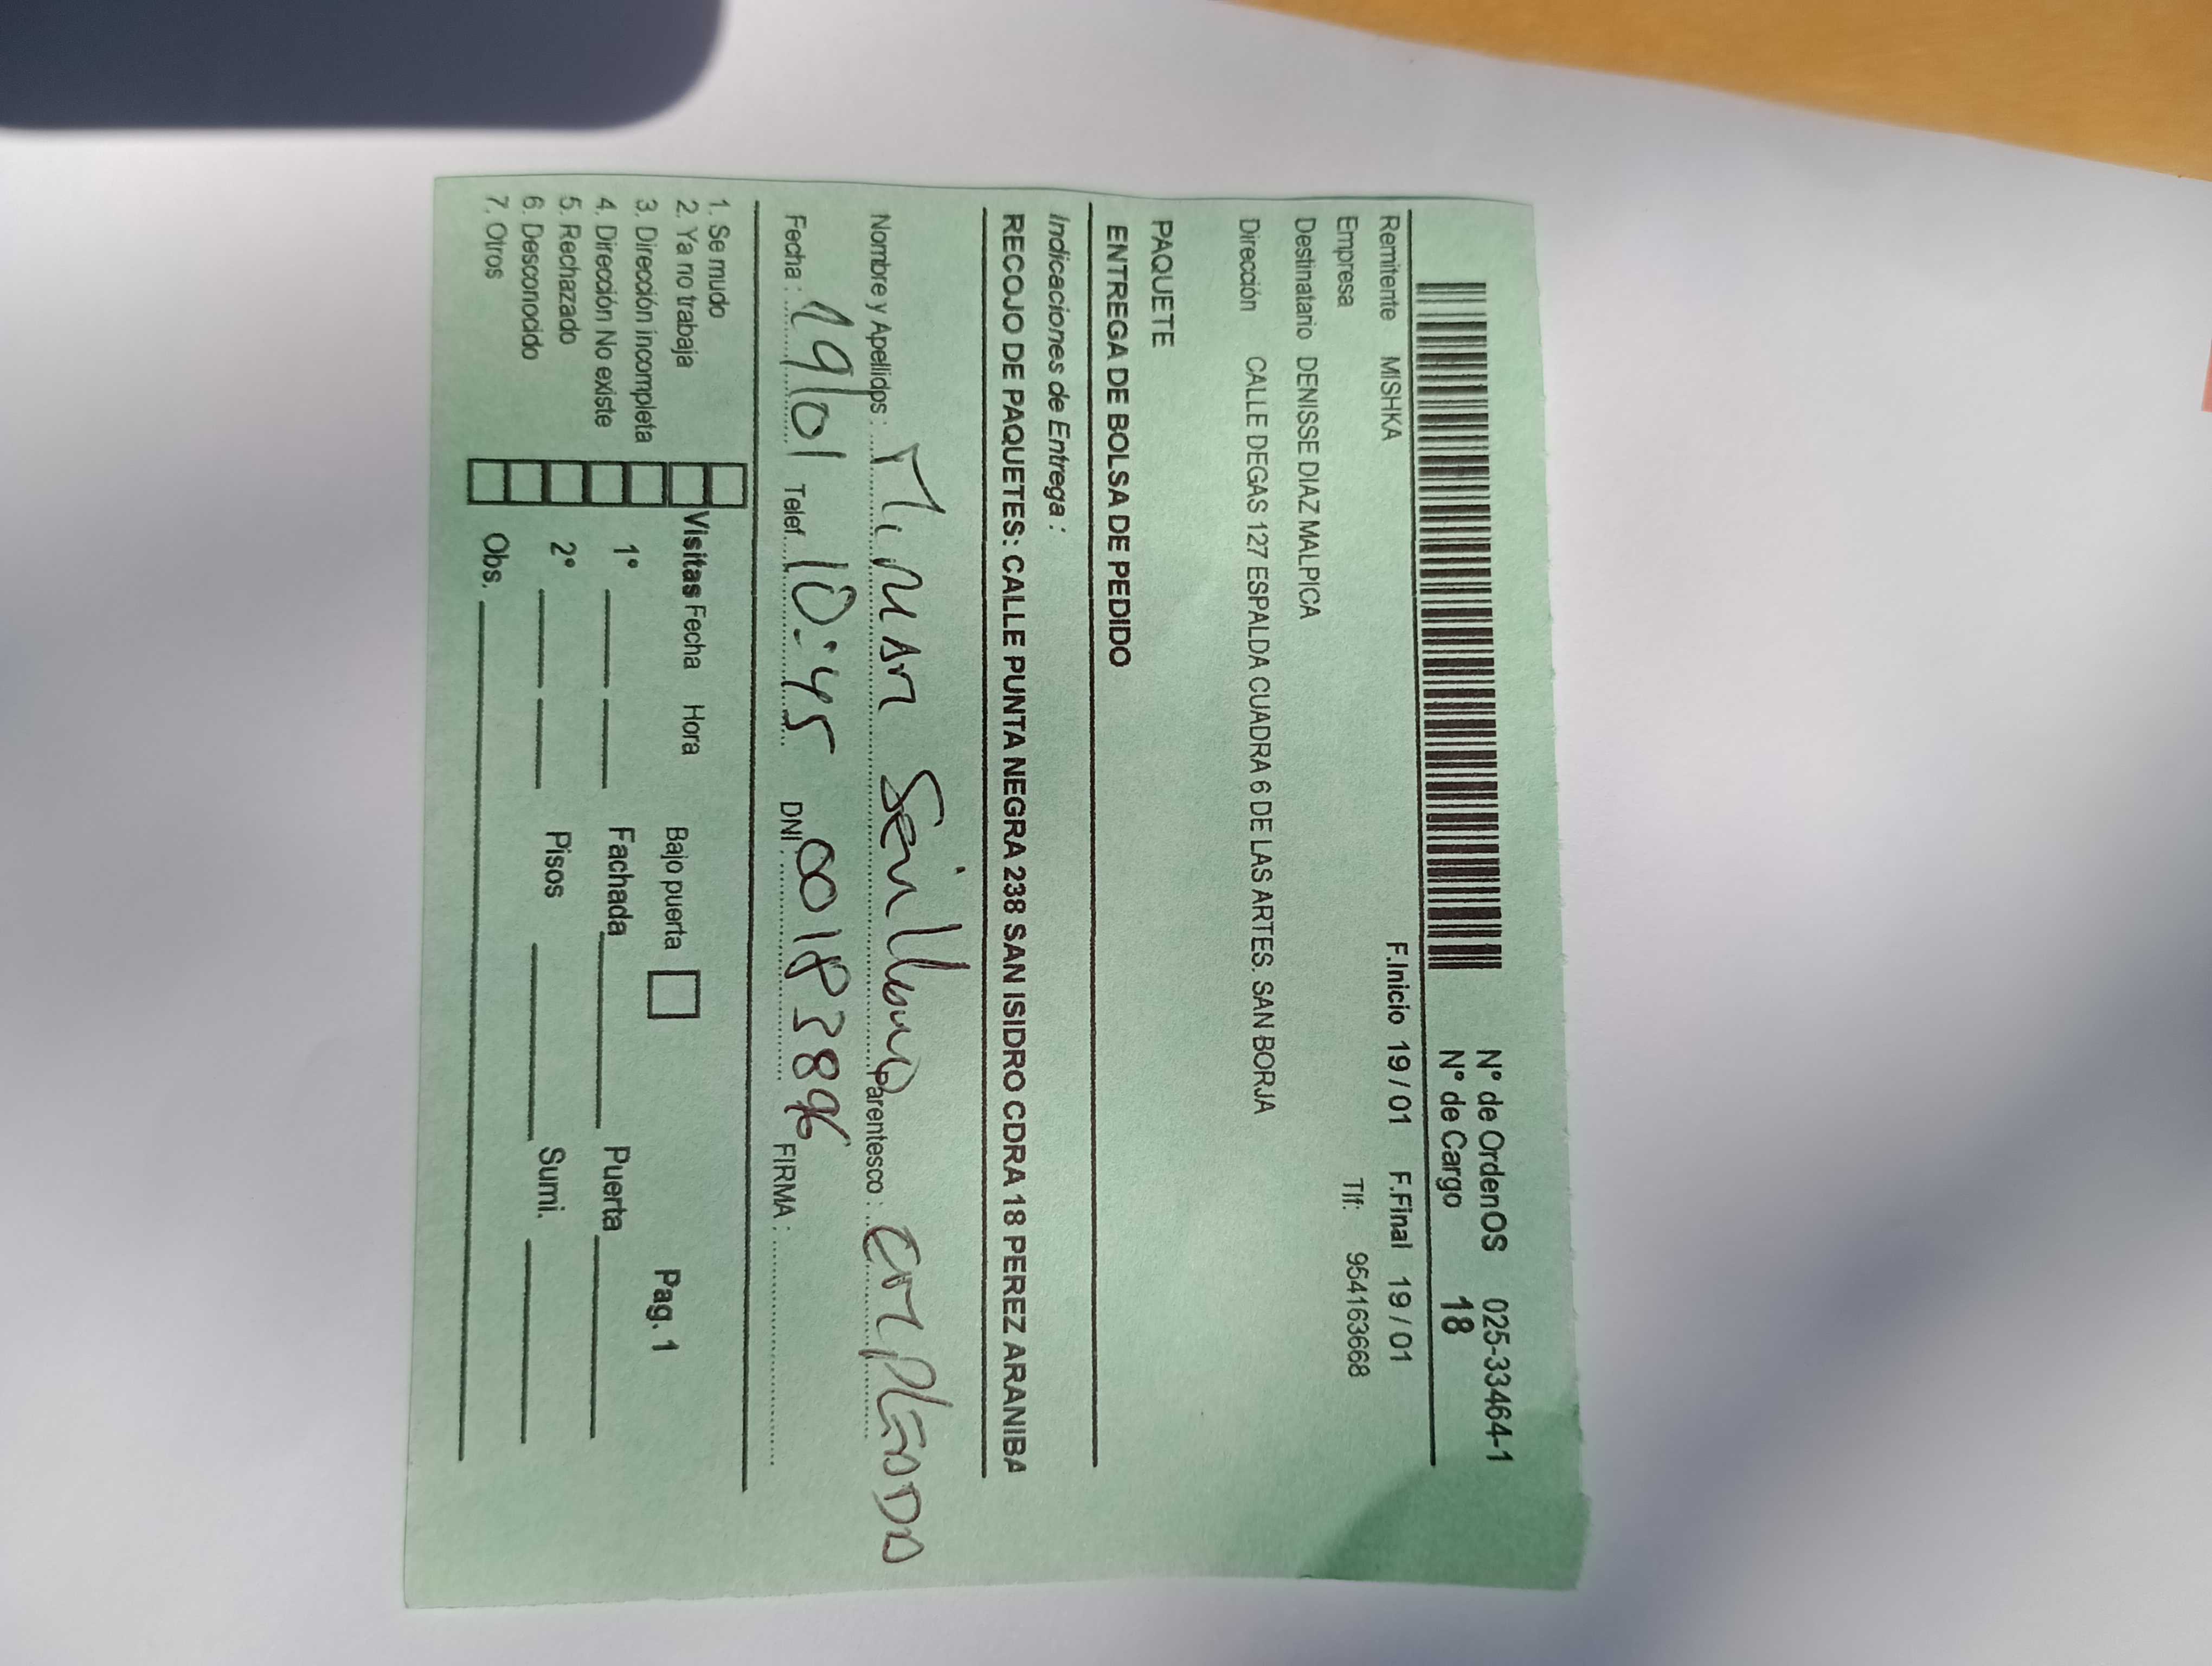 N° de Orden OS 025-33464-1
N° de Cargo 18
Remitente MISHKA F.Inicio 19 / 01 F.Final 19 / 01
Empresa Tlf: 954163668
Destinatario DENISSE DIAZ MALPICA
Dirección CALLE DEGAS 127 ESPALDA CUADRA 6 DE LAS ARTES. SAN BORJA
PAQUETE
ENTREGA DE BOLSA DE PEDIDO
Indicaciones de Entrega :
RECOJO DE PAQUETES: CALLE PUNTA NEGRA 238 SAN ISIDRO CDRA 18 PEREZ ARANIBA
Nombre y Apellidos : Parentesco :
Fecha : 19/01 Telef. 10:45 DNI : 00183896 FIRMA :
1. Se mudo
2. Ya no trabaja Visitas Fecha Hora Bajo puerta Pag. 1
3. Dirección incompleta
4. Dirección No existe 1° Fachada Puerta
5. Rechazado 2° Pisos Sumi.
6. Desconocido
7. Otros Obs.